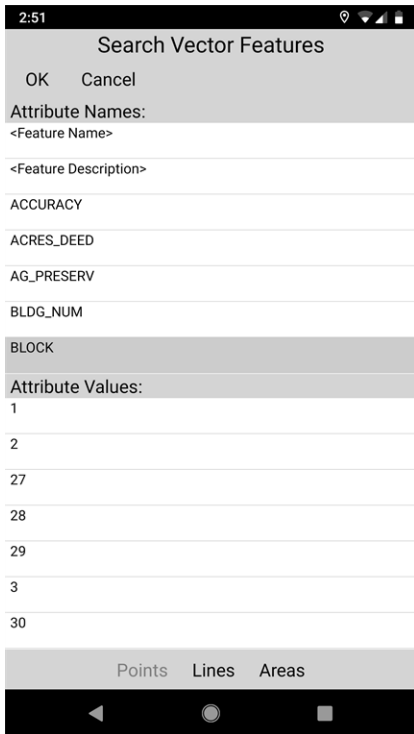 2:51
Search Vector Features
OK Cancel
Attribute Names:
<Feature Name>
<Feature Description>
ACCURACY
ACRES_DEED
AG_PRESERV
BLDG_NUM
BLOCK
Attribute Values:
1
2
27
28
29
3
30
Points Lines Areas